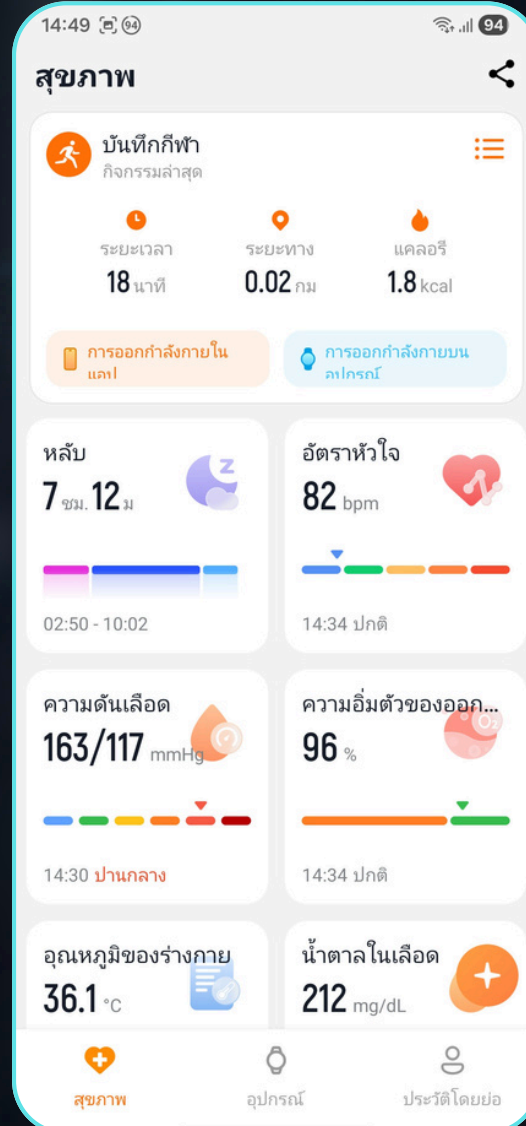 14:49 94
94
สุขภาพ
บันทึกกีฬา
กิจกรรมล่าสุด
ระยะเวลา ระยะทาง แคลอรี
18 นาที 0.02 กม 1.8 kcal
การออกกำลังกายใน
แอป
การออกกำลังกายบน
อุปกรณ์
หลับ
7 ชม. 12 ม
02:50 - 10:02
อัตราหัวใจ
82 bpm
14:34 ปกติ
ความดันเลือด
163/117 mmHg
14:30 ปานกลาง
ความอิ่มตัวของออก...
96 %
14:34 ปกติ
อุณหภูมิของร่างกาย
36.1 °C
น้ำตาลในเลือด
212 mg/dL
สุขภาพ อุปกรณ์ ประวัติโดยย่อ